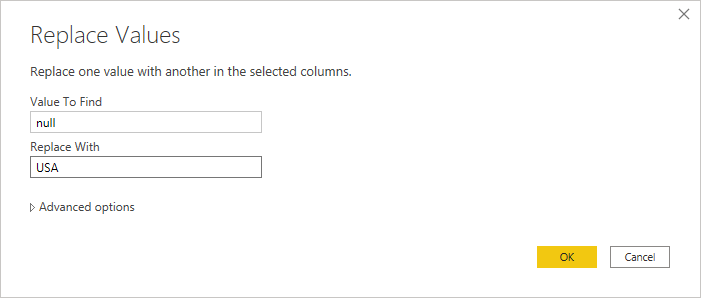 Replace Values
Replace one value with another in the selected columns.
Value To Find
null
Replace With
USA
Advanced options
OK
Cancel